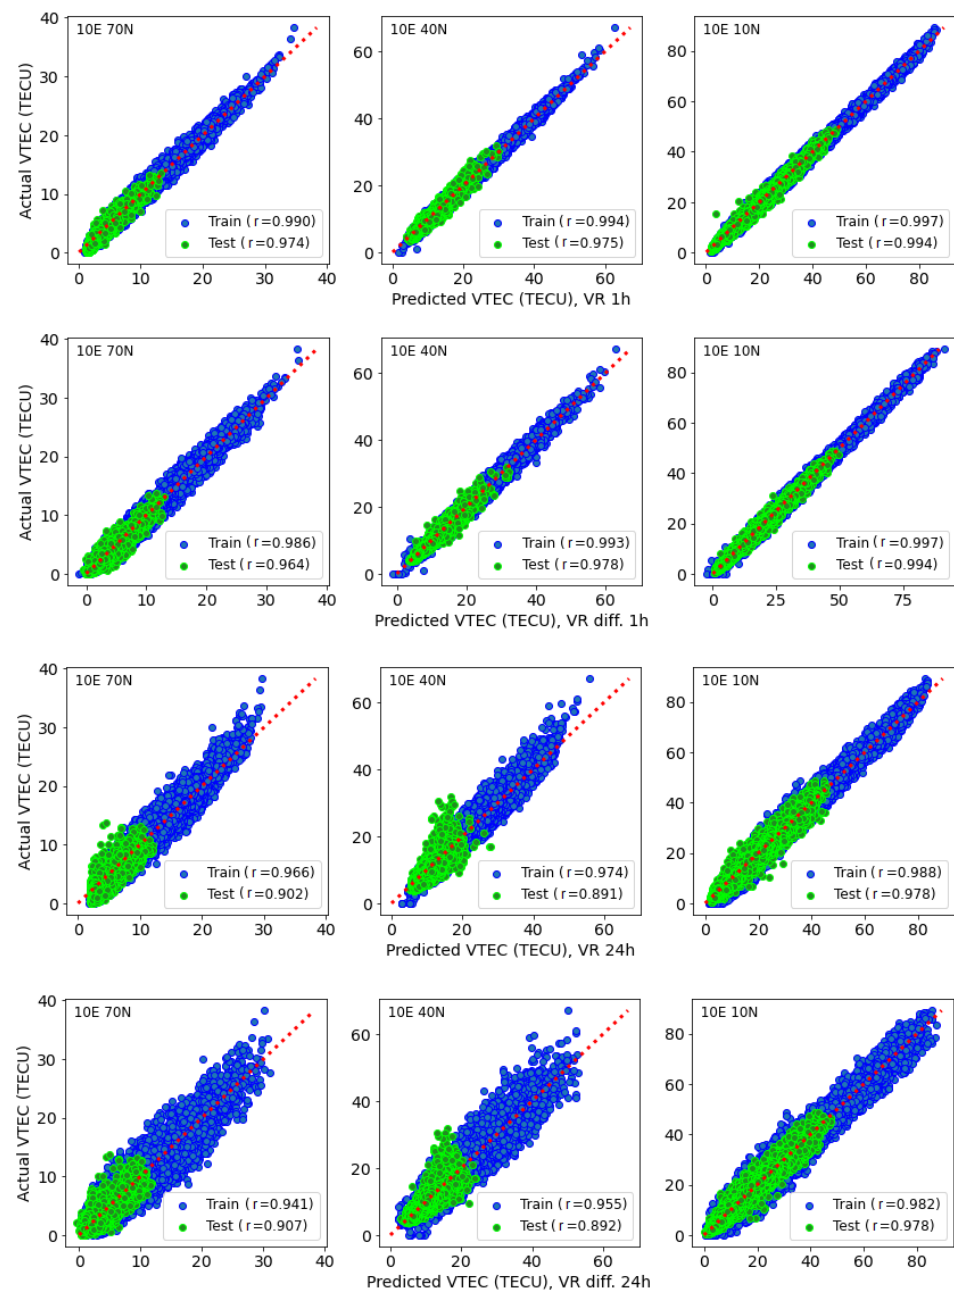 10E 70N
10E 40N
10E 10N
Actual VTEC (TECU)
40
30
20
10
0
Train (r=0.990)
Test (r=0.974)
0 10 20 30 40
60
40
20
0
Train (r=0.994)
Test (r=0.975)
0 20 40 60
80
60
40
20
0
Train (r=0.997)
Test (r=0.994)
0 20 40 60 80
Predicted VTEC (TECU), VR 1h
10E 70N
10E 40N
10E 10N
Actual VTEC (TECU)
40
30
20
10
0
Train (r=0.986)
Test (r=0.964)
0 10 20 30 40
60
40
20
0
Train (r=0.993)
Test (r=0.978)
0 20 40 60
80
60
40
20
0
Train (r=0.997)
Test (r=0.994)
0 25 50 75
Predicted VTEC (TECU), VR diff. 1h
10E 70N
10E 40N
10E 10N
Actual VTEC (TECU)
40
30
20
10
0
Train (r=0.966)
Test (r=0.902)
0 10 20 30 40
60
40
20
0
Train (r=0.974)
Test (r=0.891)
0 20 40 60
80
60
40
20
0
Train (r=0.988)
Test (r=0.978)
0 20 40 60 80
Predicted VTEC (TECU), VR 24h
10E 70N
10E 40N
10E 10N
Actual VTEC (TECU)
40
30
20
10
0
Train (r=0.941)
Test (r=0.907)
0 10 20 30 40
60
40
20
0
Train (r=0.955)
Test (r=0.892)
0 20 40 60
80
60
40
20
0
Train (r=0.982)
Test (r=0.978)
0 20 40 60 80
Predicted VTEC (TECU), VR diff. 24h